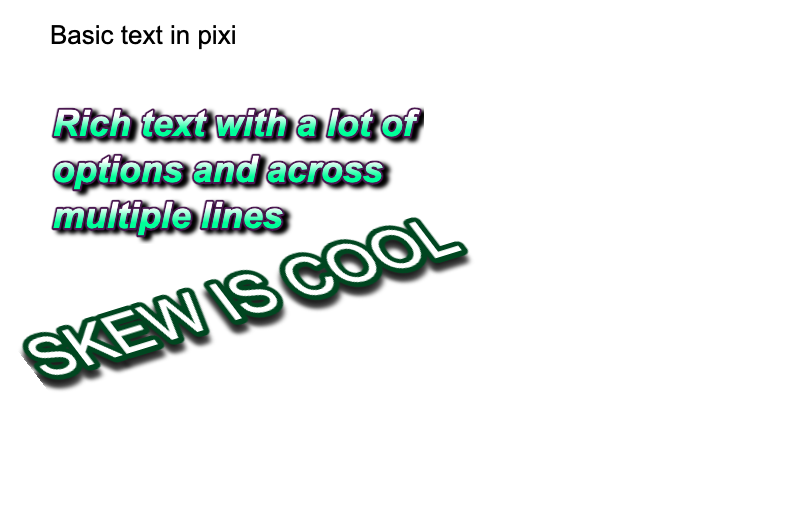 Basic text in pixi
Rich text with a lot of
options and across
multiple lines
SKEW IS COOL